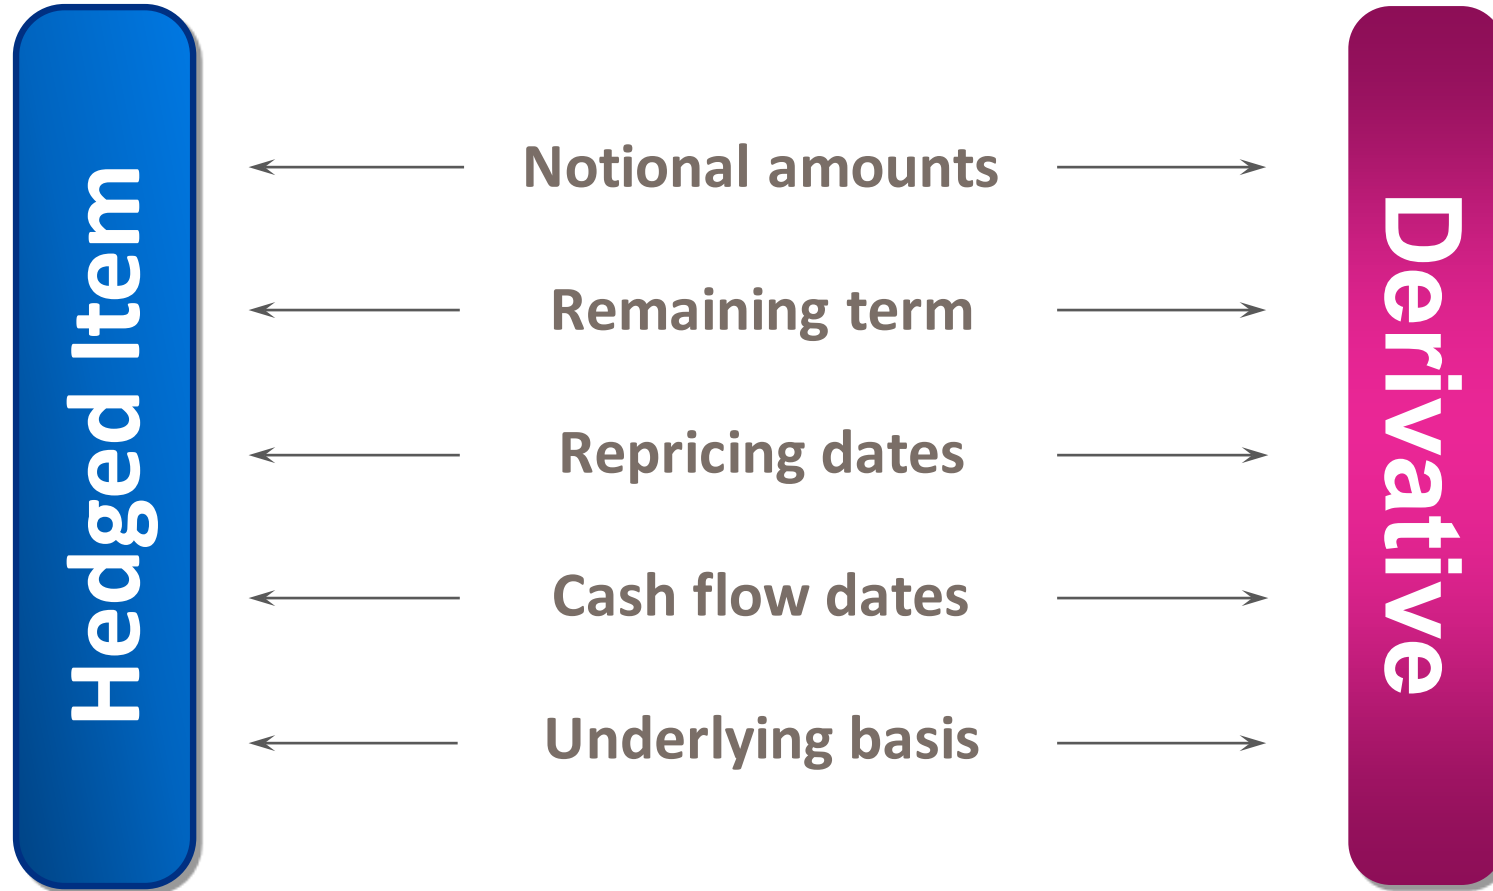 Hedged Item
Notional amounts
Remaining term
Repricing dates
Cash flow dates
Underlying basis
Derivative